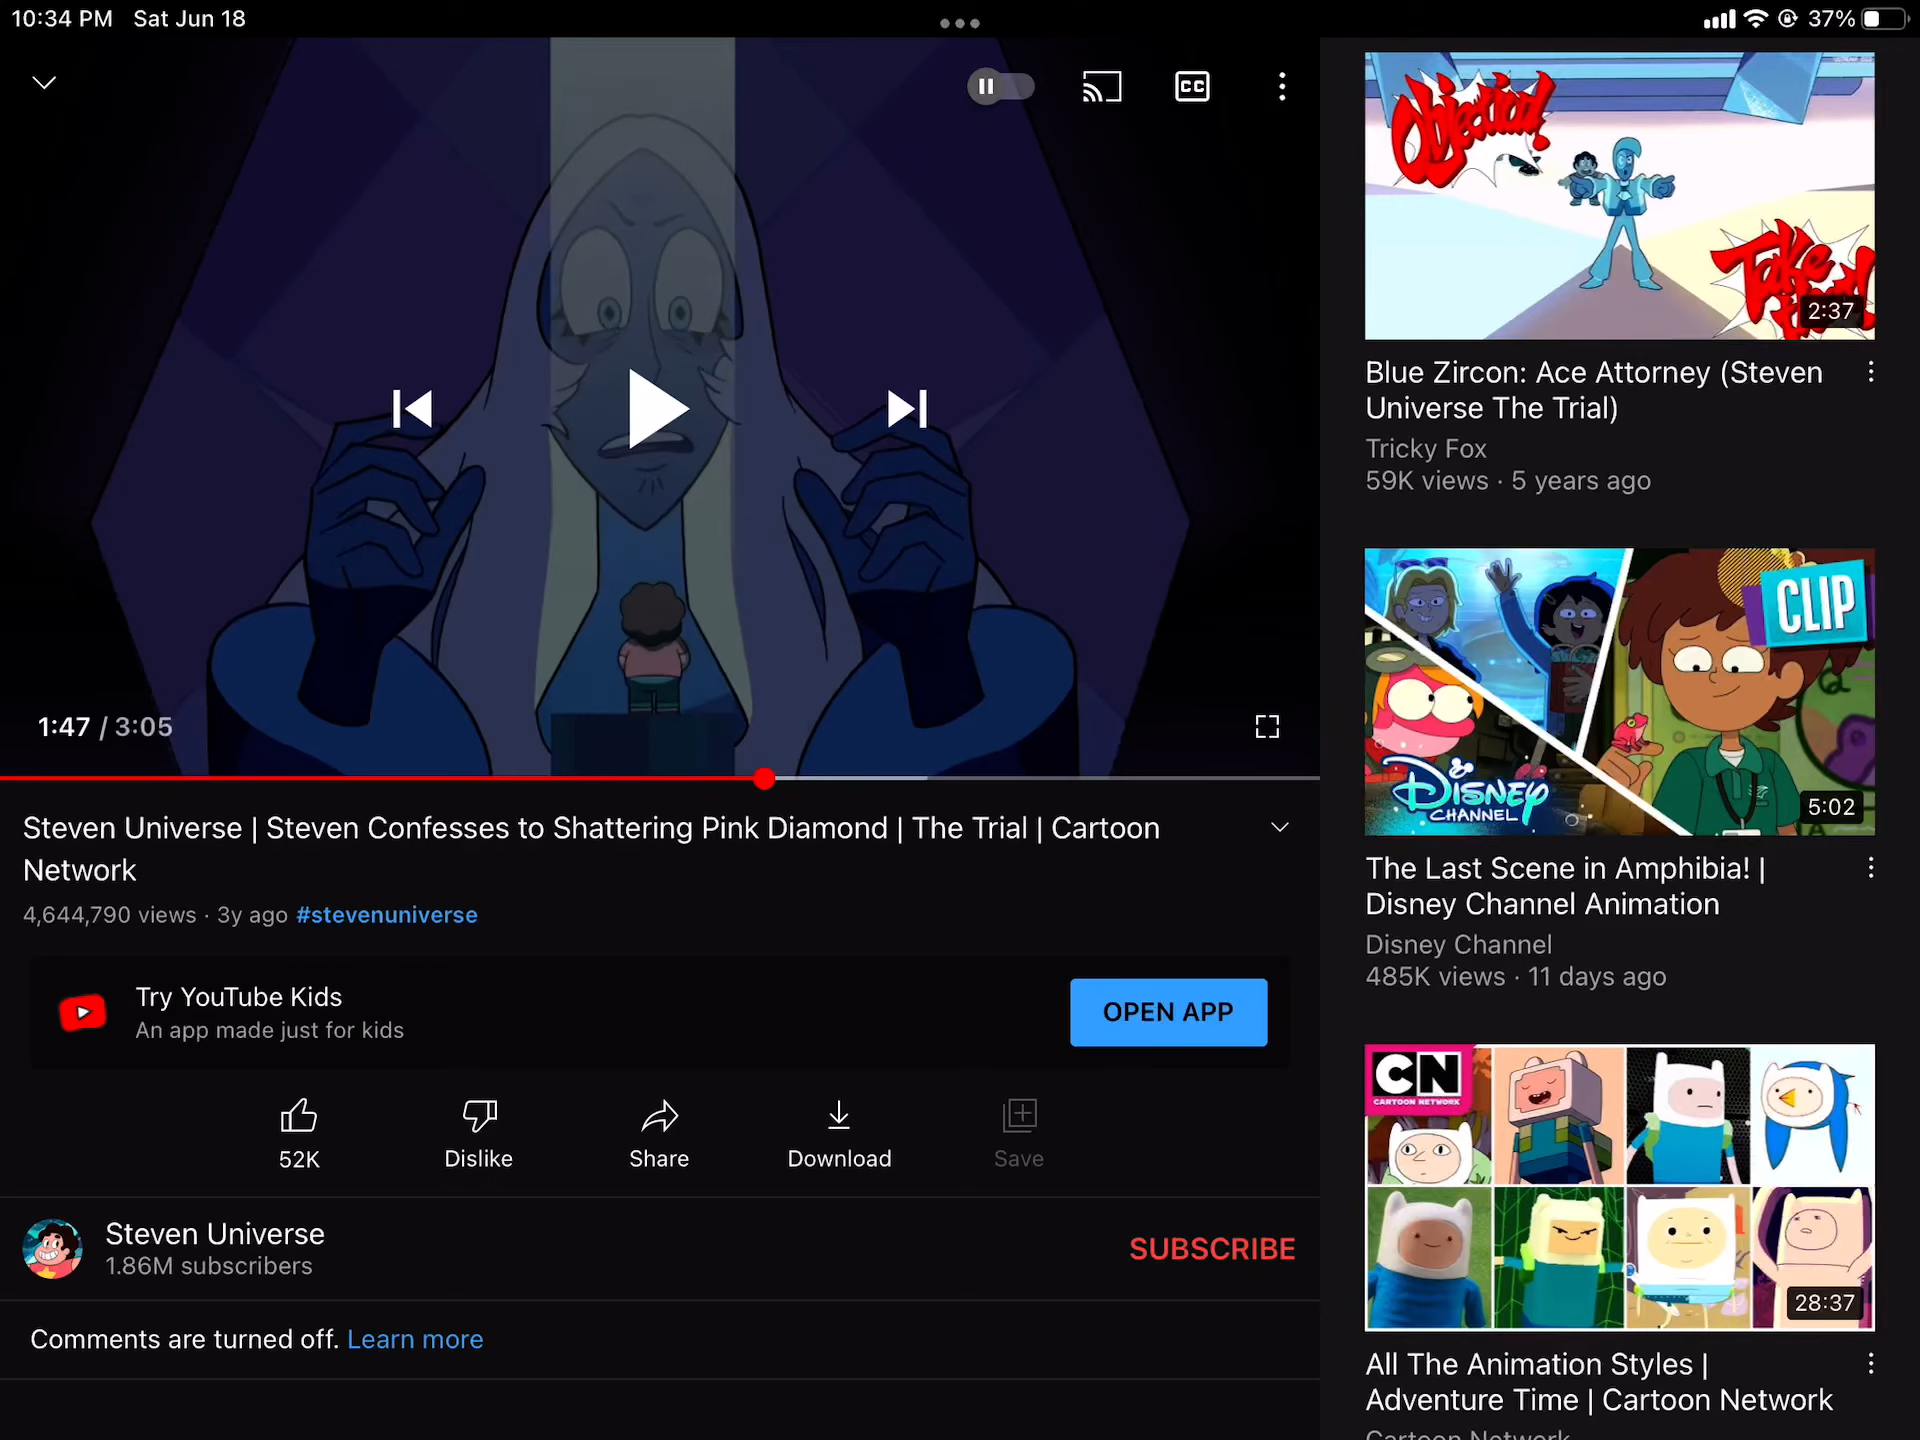 10:34 PM Sat Jun 18
37%
CC
1:47 / 3:05
Steven Universe | Steven Confesses to Shattering Pink Diamond | The Trial | Cartoon
Network
4,644,790 views · 3y ago #stevenuniverse
Try YouTube Kids
An app made just for kids
OPEN APP
52K
Dislike
Share
Download
Save
Steven Universe
1.86M subscribers
SUBSCRIBE
Comments are turned off. Learn more
Objection!
Take
2:37
Blue Zircon: Ace Attorney (Steven
Universe The Trial)
Tricky Fox
59K views · 5 years ago
CLIP
DISNEY
CHANNEL
5:02
The Last Scene in Amphibia! |
Disney Channel Animation
Disney Channel
485K views · 11 days ago
CN
CARTOON NETWORK
28:37
All The Animation Styles |
Adventure Time | Cartoon Network
Cartoon Network